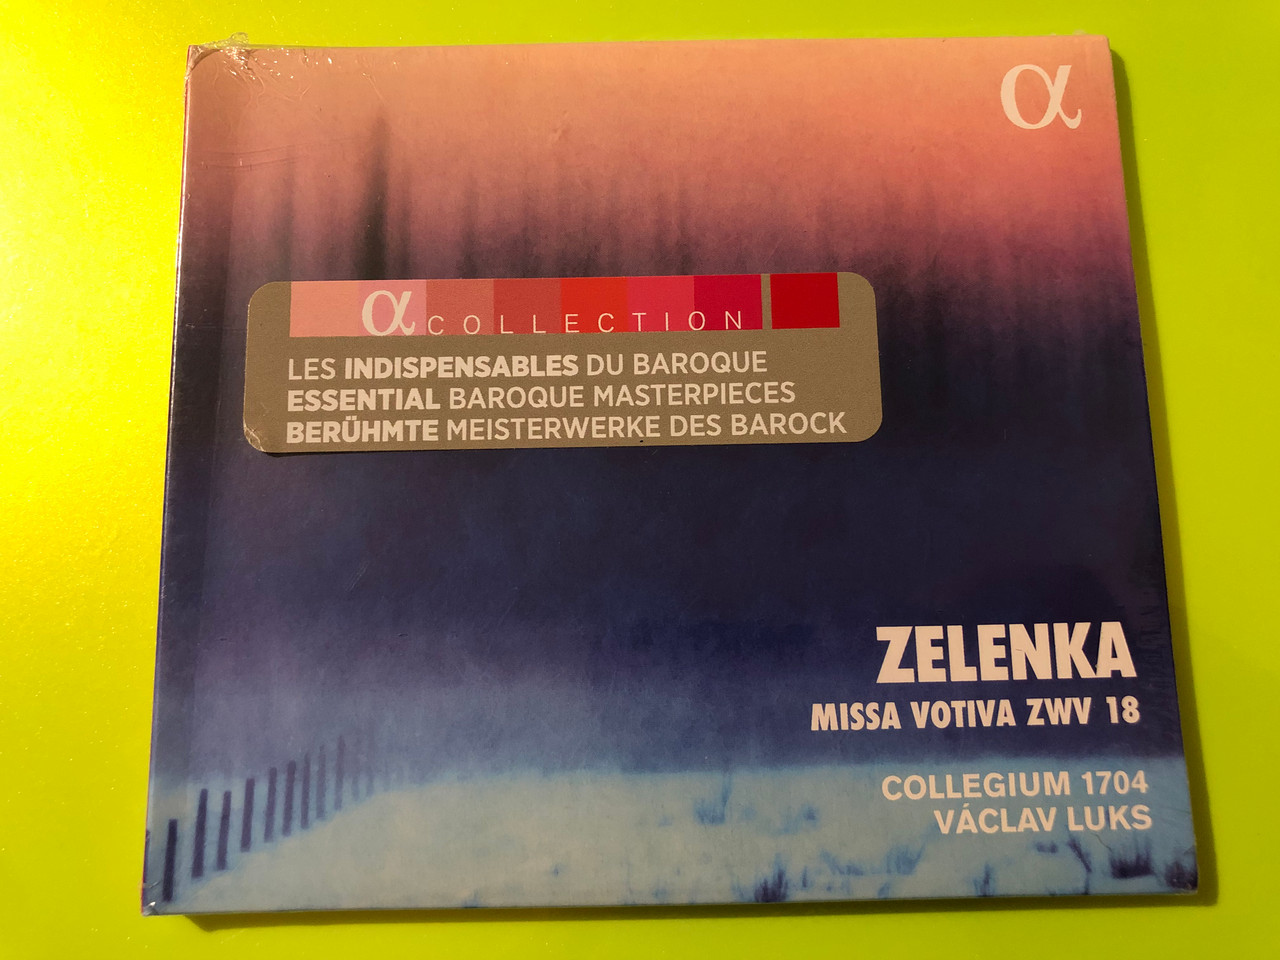 α
α COLLECTION
LES INDISPENSABLES DU BAROQUE
ESSENTIAL BAROQUE MASTERPIECES
BERÜHMTE MEISTERWERKE DES BAROCK
ZELENKA
MISSA VOTIVA ZWV 18
COLLEGIUM 1704
VÁCLAV LUKS